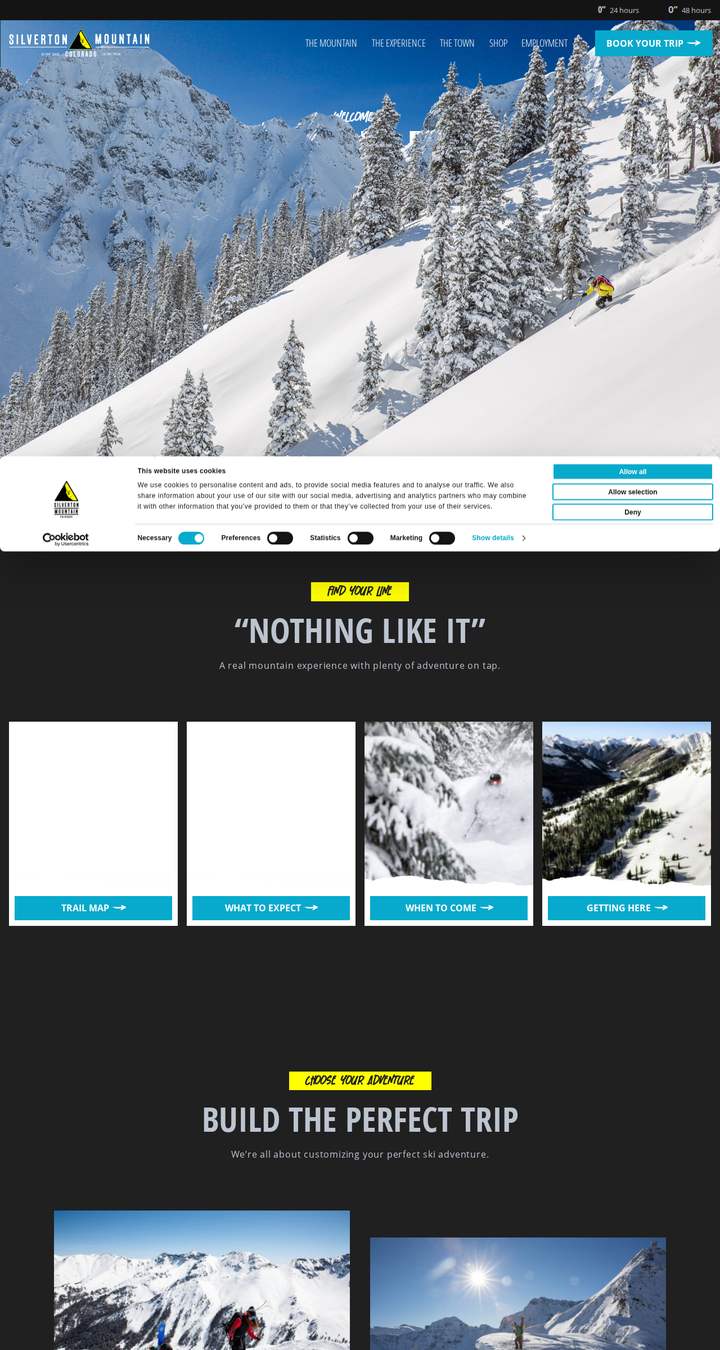 0″ 24 hours 0″ 48 hours
SILVERTON MOUNTAIN
COLORADO
THE MOUNTAIN THE EXPERIENCE THE TOWN SHOP EMPLOYMENT BOOK YOUR TRIP
WELCOME
This website uses cookies
We use cookies to personalise content and ads, to provide social media features and to analyse our traffic. We also
share information about your use of our site with our social media, advertising and analytics partners who may combine
it with other information that you've provided to them or that they've collected from your use of their services.
Allow all
Allow selection
Deny
SILVERTON
MOUNTAIN
Cookiebot
by Usercentrics
Necessary Preferences Statistics Marketing Show details
FIND YOUR LINE
“NOTHING LIKE IT”
A real mountain experience with plenty of adventure on tap.
TRAIL MAP WHAT TO EXPECT WHEN TO COME GETTING HERE
CHOOSE YOUR ADVENTURE
BUILD THE PERFECT TRIP
We’re all about customizing your perfect ski adventure.